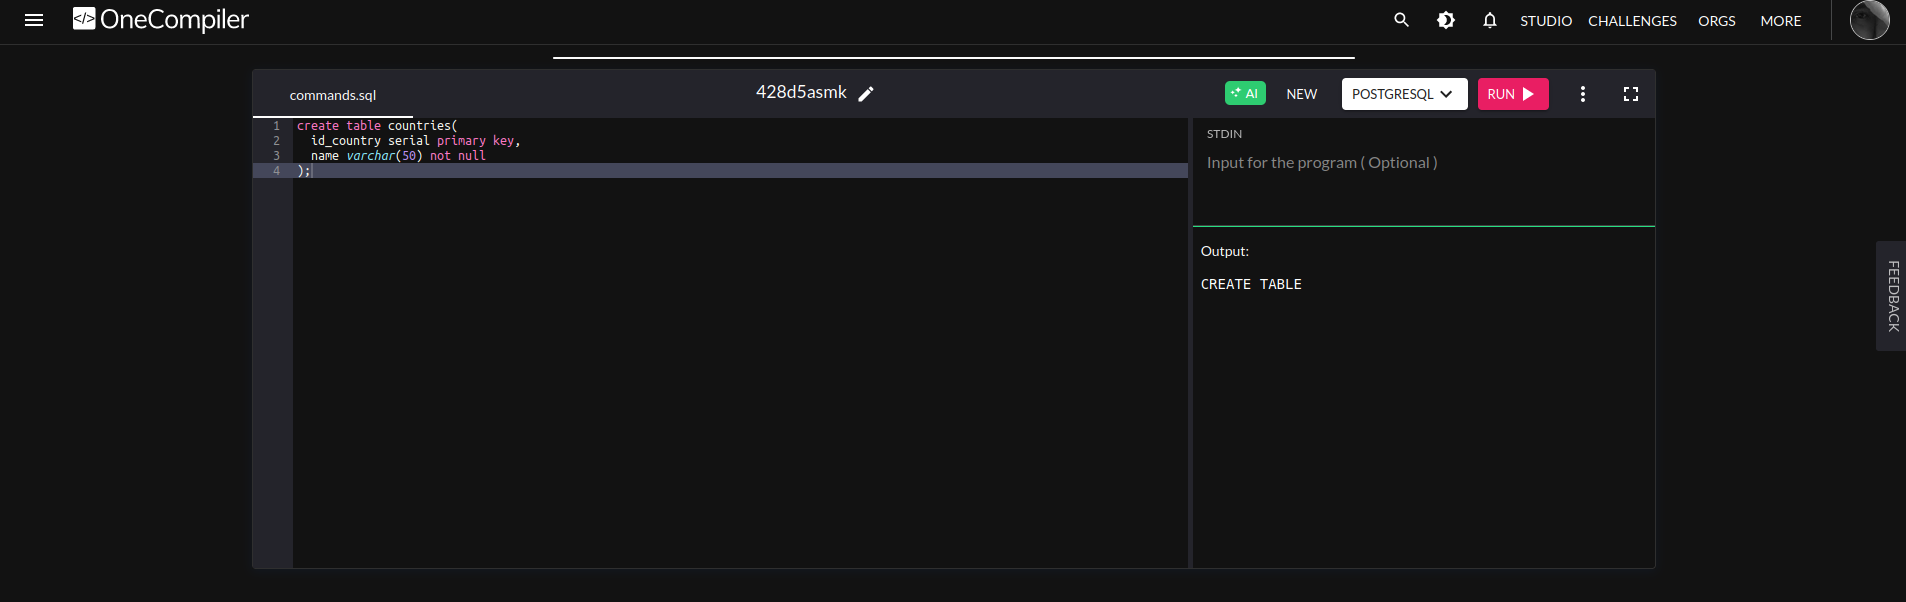 </> OneCompiler
STUDIO CHALLENGES ORGS MORE
commands.sql
428d5asmk
AI NEW POSTGRESQL RUN
1 create table countries(
2 id_country serial primary key,
3 name varchar(50) not null
4 );
STDIN
Input for the program ( Optional )
Output:
CREATE TABLE
FEEDBACK